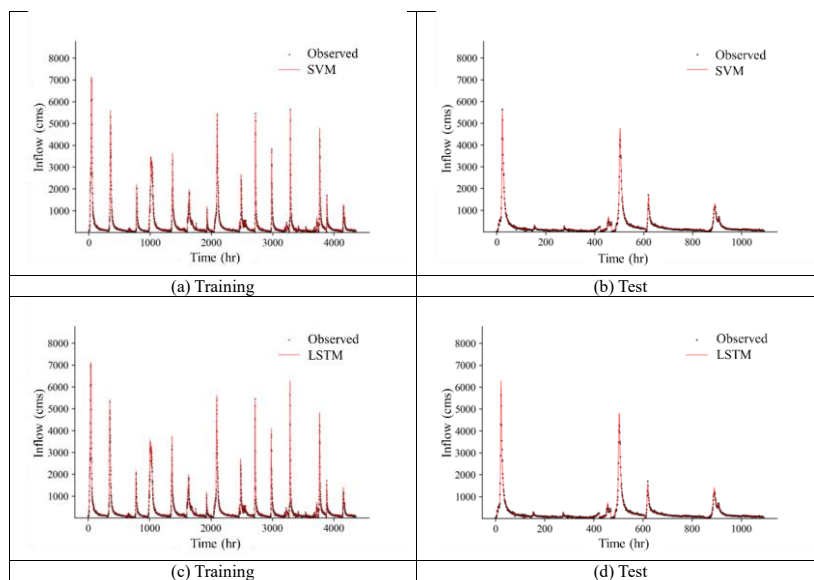 8000
7000
6000
5000
4000
3000
2000
1000
Inflow (cms)
Observed
SVM
0 1000 2000 3000 4000
Time (hr)
8000
7000
6000
5000
4000
3000
2000
1000
Inflow (cms)
Observed
SVM
0 200 400 600 800 1000
Time (hr)
(a) Training
(b) Test
8000
7000
6000
5000
4000
3000
2000
1000
Inflow (cms)
Observed
LSTM
0 1000 2000 3000 4000
Time (hr)
8000
7000
6000
5000
4000
3000
2000
1000
Inflow (cms)
Observed
LSTM
0 200 400 600 800 1000
Time (hr)
(c) Training
(d) Test